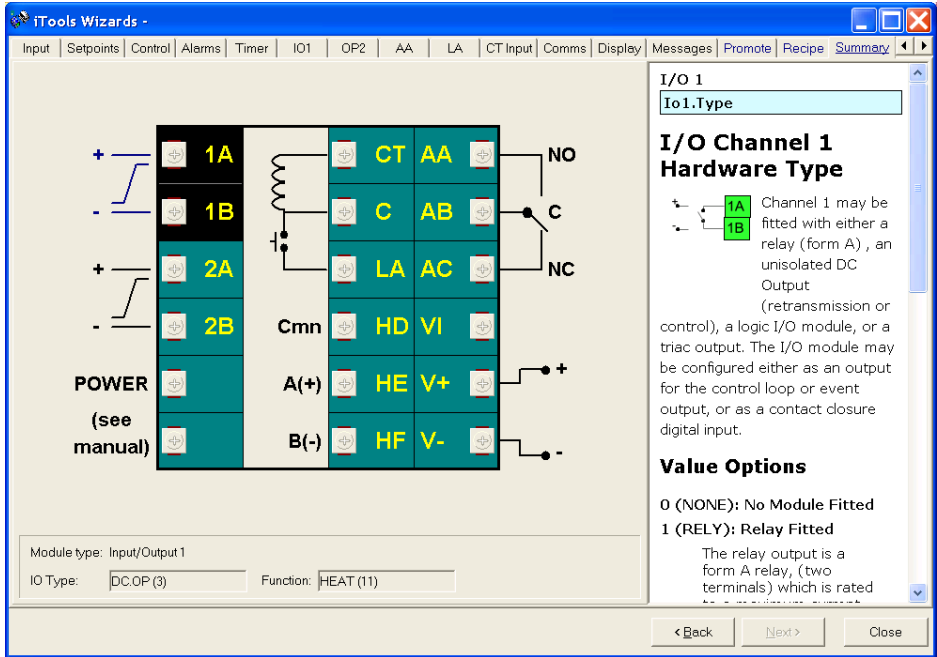 iTools Wizards -
Input Setpoints Control Alarms Timer IO1 OP2 AA LA CT Input Comms Display Messages Promote Recipe Summary
+ 1A CT AA NO
- 1B C AB C
+ 2A LA AC NC
- 2B Cmn HD VI
POWER A(+) HE V+ +
(see
manual) B(-) HF V- -
Module type: Input/Output 1
IO Type: DC.OP (3) Function: HEAT (11)
I/O 1
Io1.Type
I/O Channel 1
Hardware Type
+ 1A
- 1B
Channel 1 may be
fitted with either a
relay (form A) , an
unisolated DC
Output
(retransmission or
control), a logic I/O module, or a
triac output. The I/O module may
be configured either as an output
for the control loop or event
output, or as a contact closure
digital input.
Value Options
0 (NONE): No Module Fitted
1 (RELY): Relay Fitted
The relay output is a
form A relay, (two
terminals) which is rated
< Back Next > Close